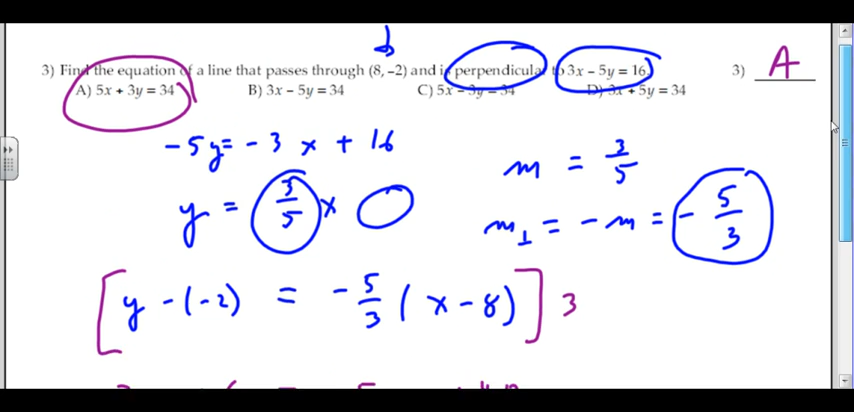 3) Find the equation of a line that passes through (8, −2) and is perpendicular to 3x − 5y = 16. 3) A
A) 5x + 3y = 34 B) 3x − 5y = 34 C) 5x − 3y = 34 D) 3x + 5y = 34
-5y = -3x + 16
y = 3/5 x
m = 3/5
m⊥ = -m = -5/3
[y - (-2) = -5/3 (x - 8)] 3